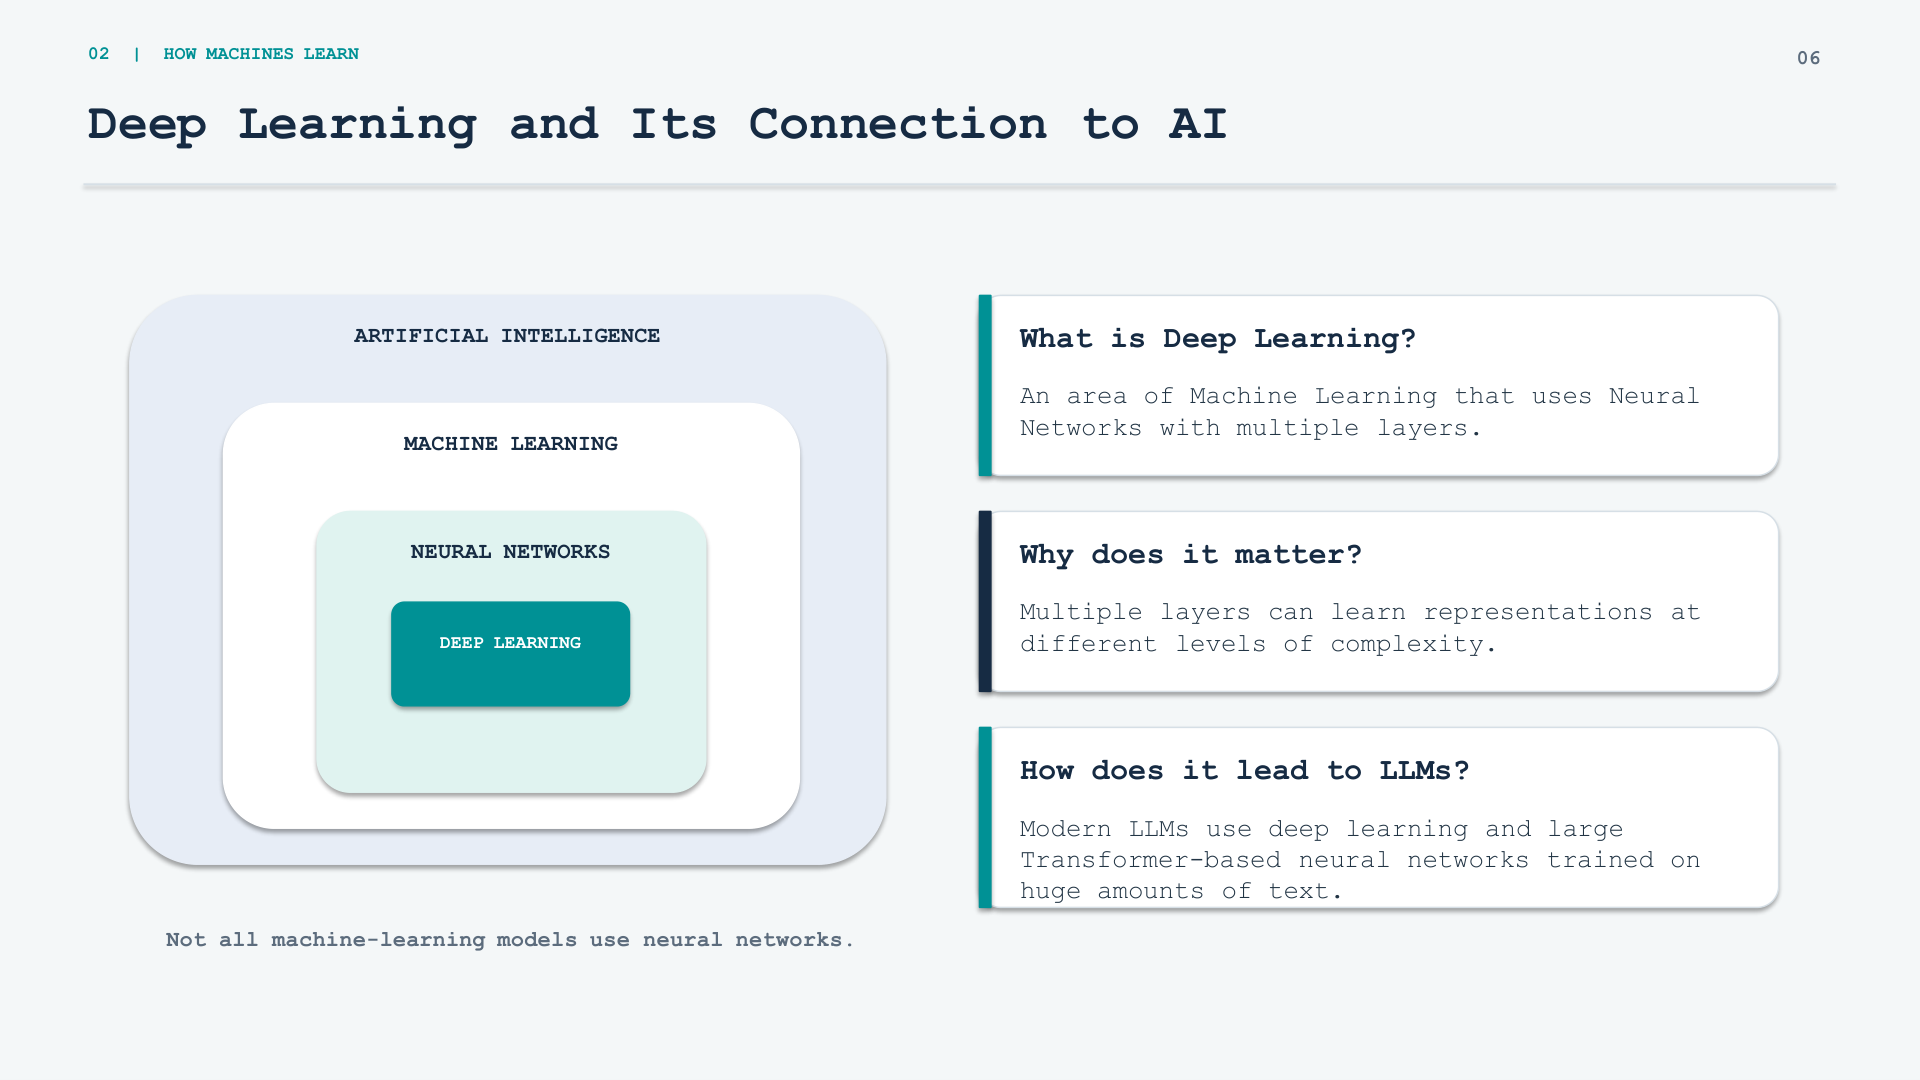 02 | HOW MACHINES LEARN
06
Deep Learning and Its Connection to AI
ARTIFICIAL INTELLIGENCE
MACHINE LEARNING
NEURAL NETWORKS
DEEP LEARNING
Not all machine-learning models use neural networks.
What is Deep Learning?
An area of Machine Learning that uses Neural
Networks with multiple layers.
Why does it matter?
Multiple layers can learn representations at
different levels of complexity.
How does it lead to LLMs?
Modern LLMs use deep learning and large
Transformer-based neural networks trained on
huge amounts of text.